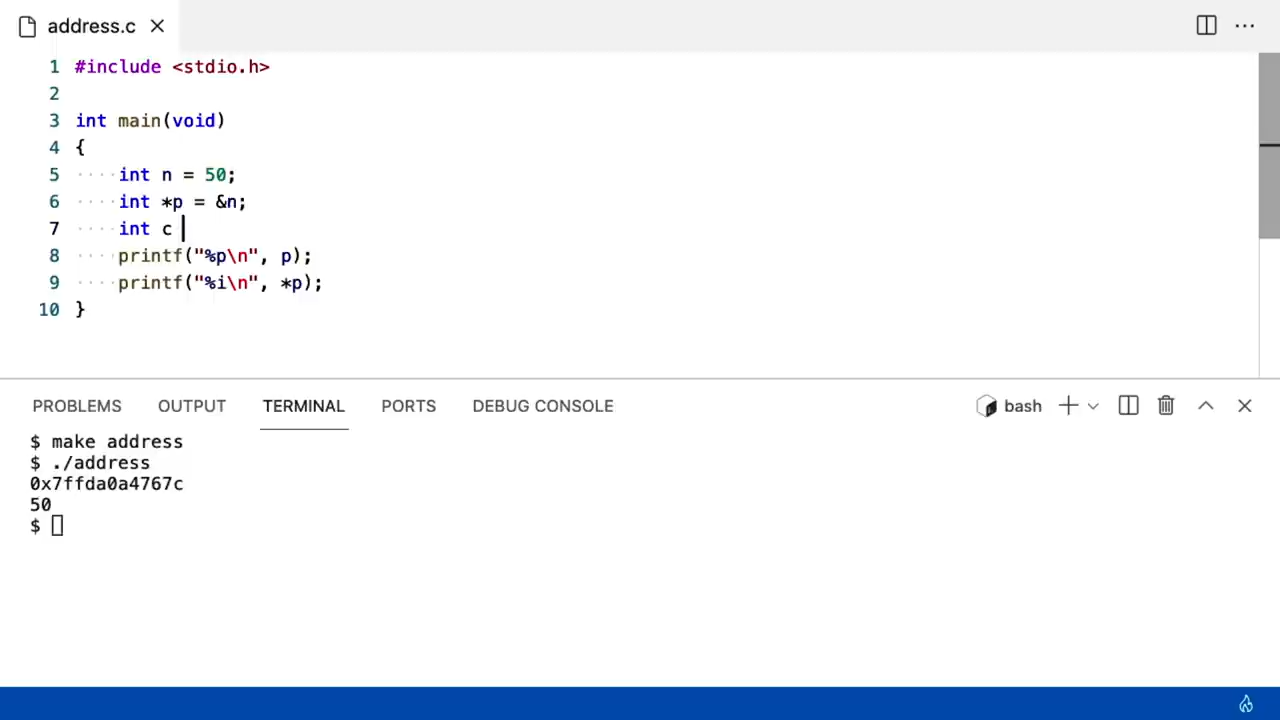 address.c
1 #include <stdio.h>
2
3 int main(void)
4 {
5 ····int n = 50;
6 ····int *p = &n;
7 ····int c
8 ····printf("%p\n", p);
9 ····printf("%i\n", *p);
10 }
PROBLEMS OUTPUT TERMINAL PORTS DEBUG CONSOLE bash
$ make address
$ ./address
0x7ffda0a4767c
50
$